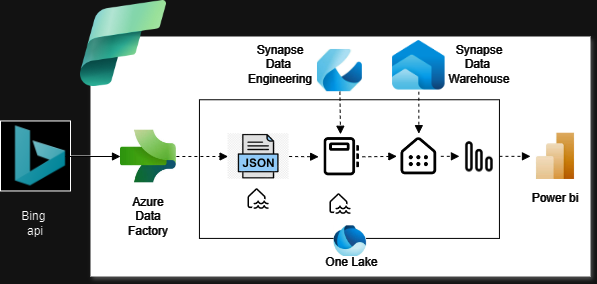 Synapse
Data
Engineering
Synapse
Data
Warehouse
JSON
Bing
api
Azure
Data
Factory
Power bi
One Lake